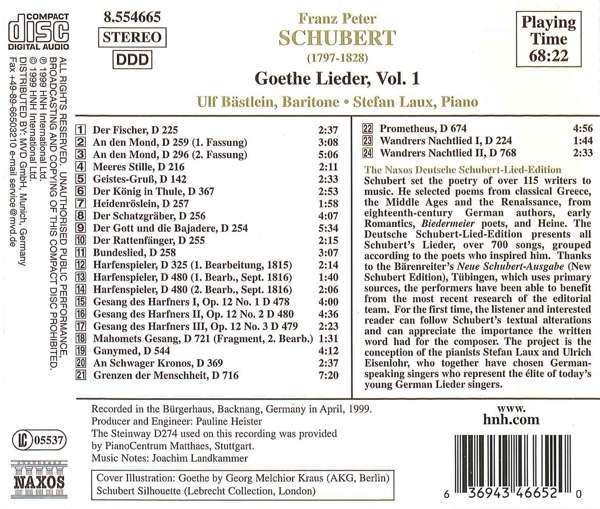 COMPACT
disc
DIGITAL AUDIO
8.554665
STEREO
DDD
Franz Peter
SCHUBERT
(1797-1828)
Goethe Lieder, Vol. 1
Ulf Bästlein, Baritone • Stefan Laux, Piano
Playing
Time
68:22
1 Der Fischer, D 225 2:37
2 An den Mond, D 259 (1. Fassung) 3:08
3 An den Mond, D 296 (2. Fassung) 5:06
4 Meeres Stille, D 216 2:11
5 Geistes-Gruß, D 142 2:33
6 Der König in Thule, D 367 2:53
7 Heidenröslein, D 257 1:58
8 Der Schatzgräber, D 256 4:07
9 Der Gott und die Bajadere, D 254 5:34
10 Der Rattenfänger, D 255 2:05
11 Bundeslied, D 258 2:38
12 Harfenspieler, D 325 (1 Bearbeitung, 1815) 2:14
13 Harfenspieler, D 480 (1. Bearb., Sept. 1816) 1:40
14 Harfenspieler, D 480 (2. Bearb., Sept. 1816) 2:36
15 Gesang des Harfners I, Op. 12 No. 1 D 478 4:00
16 Gesang des Harfners II, Op. 12 No. 2 D 480 4:36
17 Gesang des Harfners III, Op. 12 No. 3 D 479 2:23
18 Mahomets Gesang, D 721 (Fragment, 2. Bearb.) 1:31
19 Ganymed, D 544 4:12
20 An Schwager Kronos, D 369 2:56
21 Grenzen der Menschheit, D 716 7:20
22 Prometheus, D 674 4:56
23 Wandrers Nachtlied I, D 224 1:44
24 Wandrers Nachtlied II, D 768 2:33
The Naxos Deutsche Schubert-Lied-Edition
Schubert set the poetry of over 115 writers to
music. He selected poems from classical Greece,
the Middle Ages and the Renaissance, from
eighteenth-century German authors, early
Romantics, Biedermeier poets, and Heine. The
Deutsche Schubert-Lied-Edition presents all
Schubert's Lieder, over 700 songs, grouped
according to the poets who inspired him. Thanks
to the Bärenreiter's Neue Schubert-Ausgabe (New
Schubert Edition), Tübingen, which uses primary
sources, the performers have been able to benefit
from the most recent research of the editorial
team. For the first time, the listener and interested
reader can follow Schubert's textual alterations
and can appreciate the importance the written
word had for the composer. The project is the
conception of the pianists Stefan Laux and Ulrich
Eisenlohr, who together have chosen German-
speaking singers who represent the élite of today's
young German Lieder singers.
Recorded in the Bürgerhaus, Backnang, Germany in April, 1999.
Producer and Engineer: Pauline Heister
The Steinway D274 used on this recording was provided
by PianoCentrum Matthaes, Stuttgart.
Music Notes: Joachim Landkammer
Cover Illustration: Goethe by Georg Melchior Kraus (AKG, Berlin)
Schubert Silhouette (Lebrecht Collection, London)
www.
hnh.com
6 36943 46652 0
ALL RIGHTS RESERVED. UNAUTHORISED PUBLIC PERFORMANCE,
BROADCASTING AND COPYING OF THIS COMPACT DISC PROHIBITED.
℗ 1999 HNH International Ltd.
© 1999 HNH International Ltd.
DISTRIBUTED BY: MVD GmbH, Munich, Germany
Fax +49-89-66503210 e-mail service@mvd.de
LC 05537
NAXOS